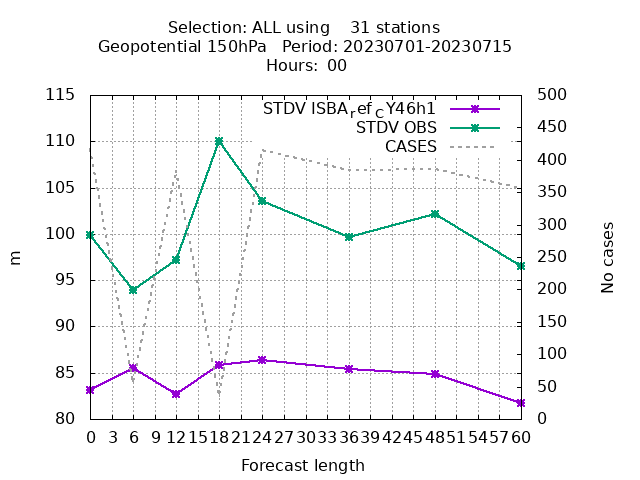 Selection: ALL using    31 stations
Geopotential 150hPa   Period: 20230701-20230715
Hours: 00
STDV ISBA_ref_CY46h1
STDV OBS
CASES
115
110
105
100
95
90
85
80
m
500
450
400
350
300
250
200
150
100
50
0
No cases
0 3 6 9 12 15 18 21 24 27 30 33 36 39 42 45 48 51 54 57 60
Forecast length